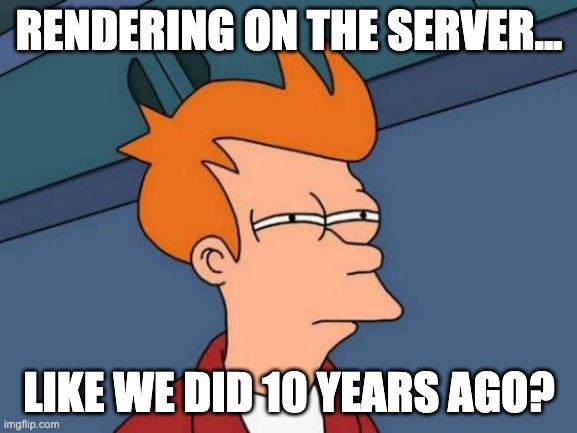 RENDERING ON THE SERVER...
LIKE WE DID 10 YEARS AGO?
imgflip.com